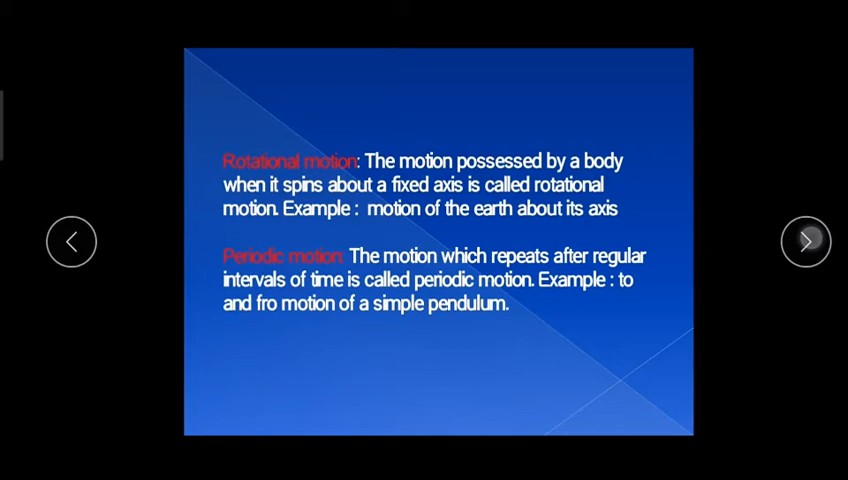 Rotational motion: The motion possessed by a body
when it spins about a fixed axis is called rotational
motion. Example : motion of the earth about its axis
Periodic motion: The motion which repeats after regular
intervals of time is called periodic motion. Example : to
and fro motion of a simple pendulum.